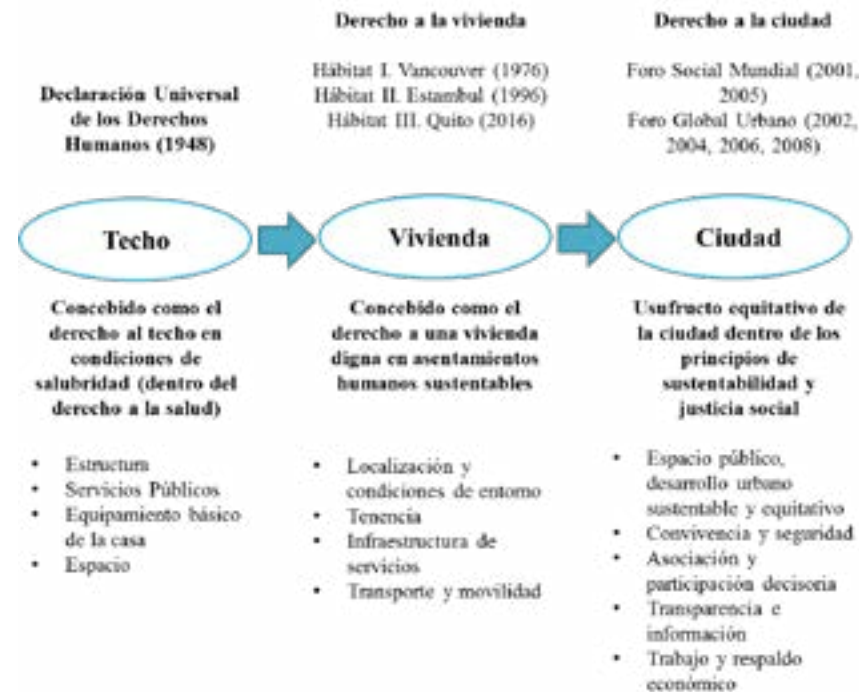 Declaración Universal
de los Derechos
Humanos (1948)
Techo
Concebido como el
derecho al techo en
condiciones de
salubridad (dentro del
derecho a la salud)
• Estructura
• Servicios Públicos
• Equipamiento básico
de la casa
• Espacio
Derecho a la vivienda
Hábitat I. Vancouver (1976)
Hábitat II. Estambul (1996)
Hábitat III. Quito (2016)
Vivienda
Concebido como el
derecho a una vivienda
digna en asentamientos
humanos sustentables
• Localización y
condiciones de entorno
• Tenencia
• Infraestructura de
servicios
• Transporte y movilidad
Derecho a la ciudad
Foro Social Mundial (2001,
2005)
Foro Global Urbano (2002,
2004, 2006, 2008)
Ciudad
Usufructo equitativo de
la ciudad dentro de los
principios de
sustentabilidad y
justicia social
• Espacio público,
desarrollo urbano
sustentable y equitativo
• Convivencia y seguridad
• Asociación y
participación decisoria
• Transparencia e
información
• Trabajo y respaldo
económico